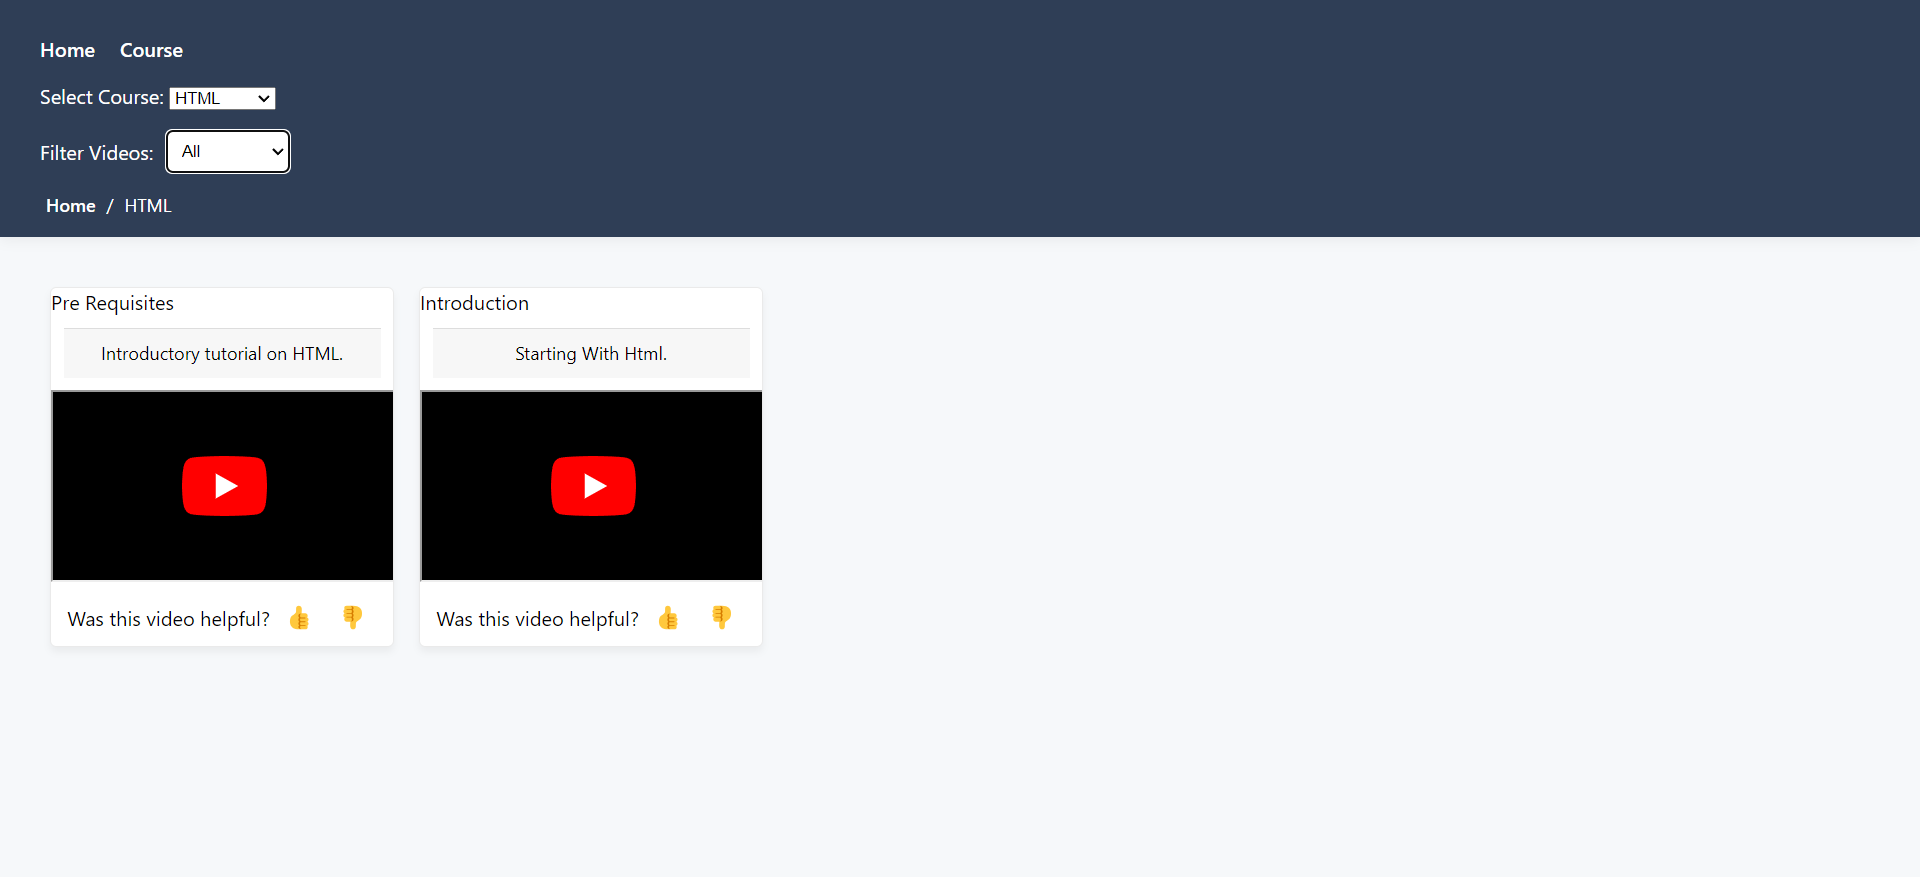 Home Course
Select Course: HTML
Filter Videos: All
Home / HTML
Pre Requisites
Introductory tutorial on HTML.
Was this video helpful? 👍 👎
Introduction
Starting With Html.
Was this video helpful? 👍 👎